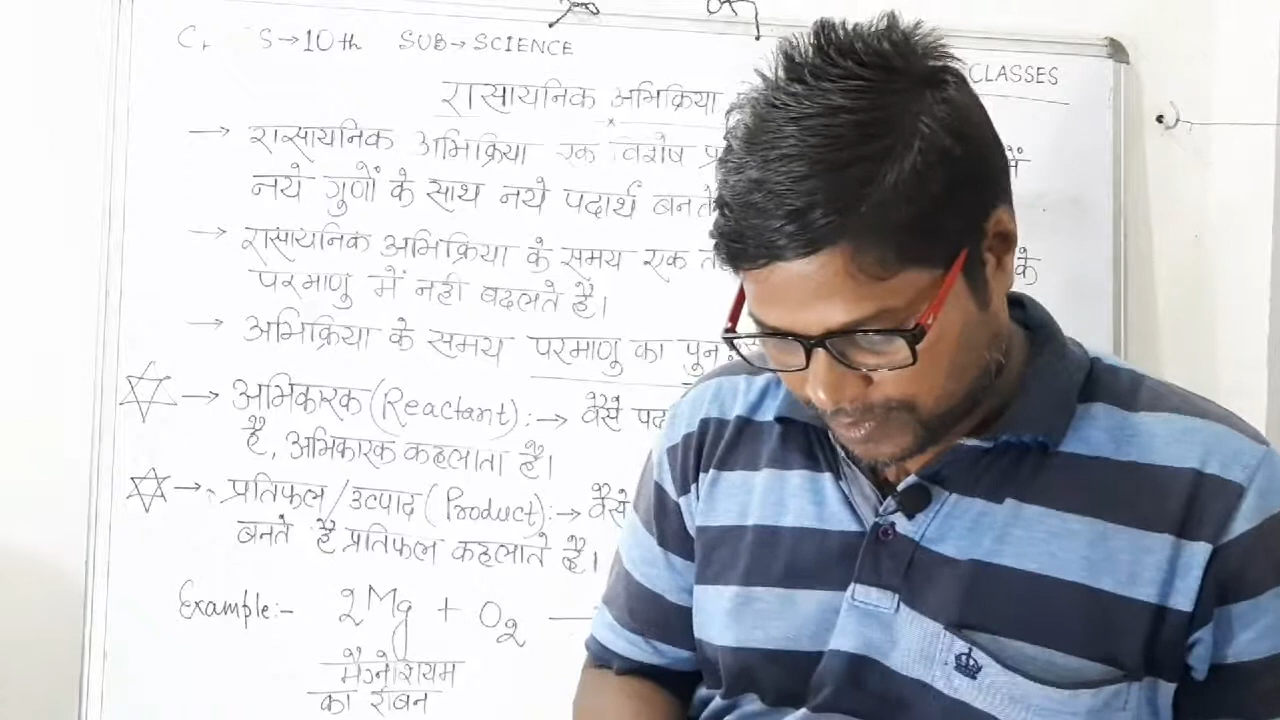 S→10th SUB→SCIENCE
CLASSES
रासायनिक अभिक्रिया
→ रासायनिक अभिक्रिया एक विशेष
नये गुणों के साथ नये पदार्थ बनते
→ रासायनिक अभिक्रिया के समय एक के
परमाणु में नही बदलते हैं।
→ अभिक्रिया के समय परमाणु का
→ अभिकारक (Reactant) :→ वैसे
है, अभिकारक कहलाता है।
→ प्रतिफल/उत्पाद (Product) :→ वैसे
बनते है प्रतिफल कहलाते है।
Example:- 2Mg + O₂
मैग्नेशियम
का रीबन